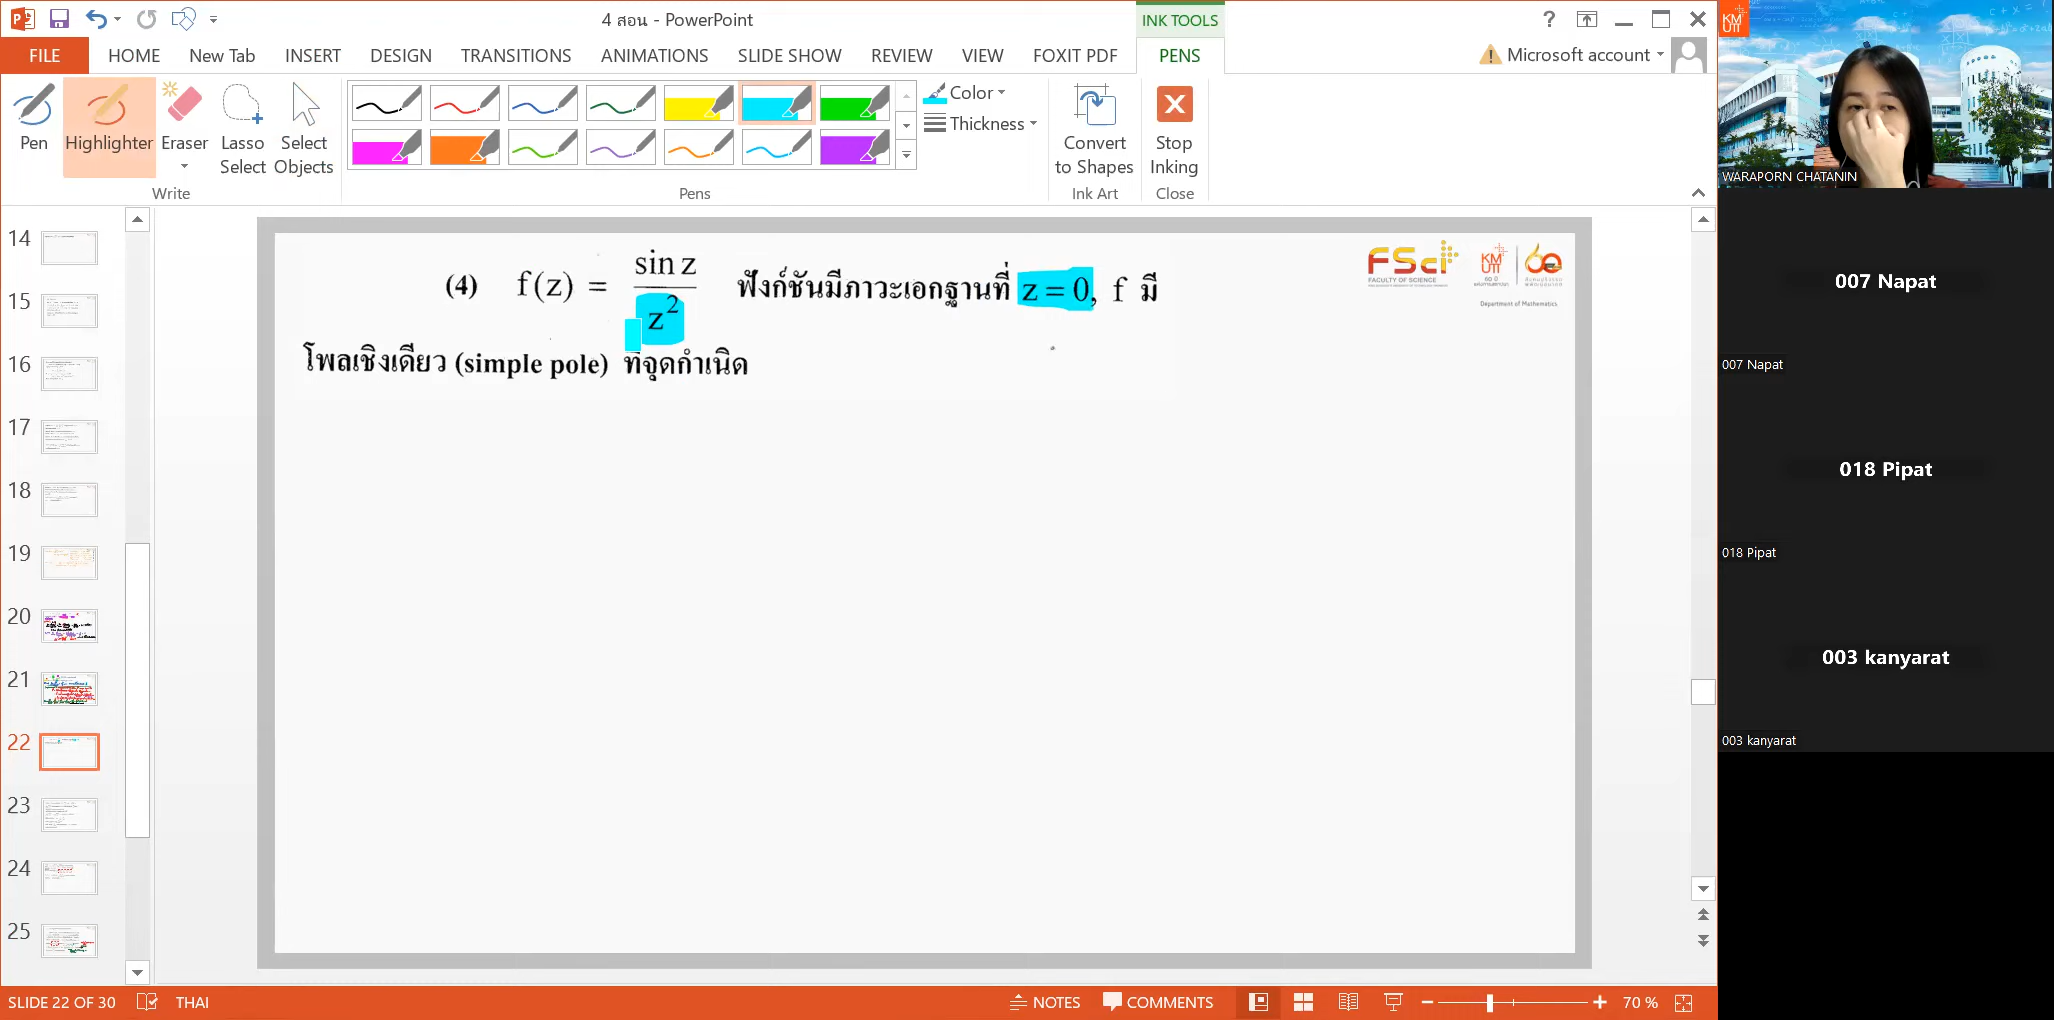 4 สอน - PowerPoint
INK TOOLS
FILE
HOME
New Tab
INSERT
DESIGN
TRANSITIONS
ANIMATIONS
SLIDE SHOW
REVIEW
VIEW
FOXIT PDF
PENS
Microsoft account
Pen
Highlighter
Eraser
Lasso Select
Select Objects
Write
Pens
Color
Thickness
Convert to Shapes
Ink Art
Stop Inking
Close
14
15
16
17
18
19
20
21
22
23
24
25
(4) f(z) = sin z / z² ฟังก์ชันมีภาวะเอกฐานที่ z = 0, f มี
โพลเชิงเดียว (simple pole) ที่จุดกำเนิด
FSci
FACULTY OF SCIENCE
KMUTT
Department of Mathematics
WARAPORN CHATANIN
007 Napat
007 Napat
018 Pipat
018 Pipat
003 kanyarat
003 kanyarat
SLIDE 22 OF 30
THAI
NOTES
COMMENTS
70 %